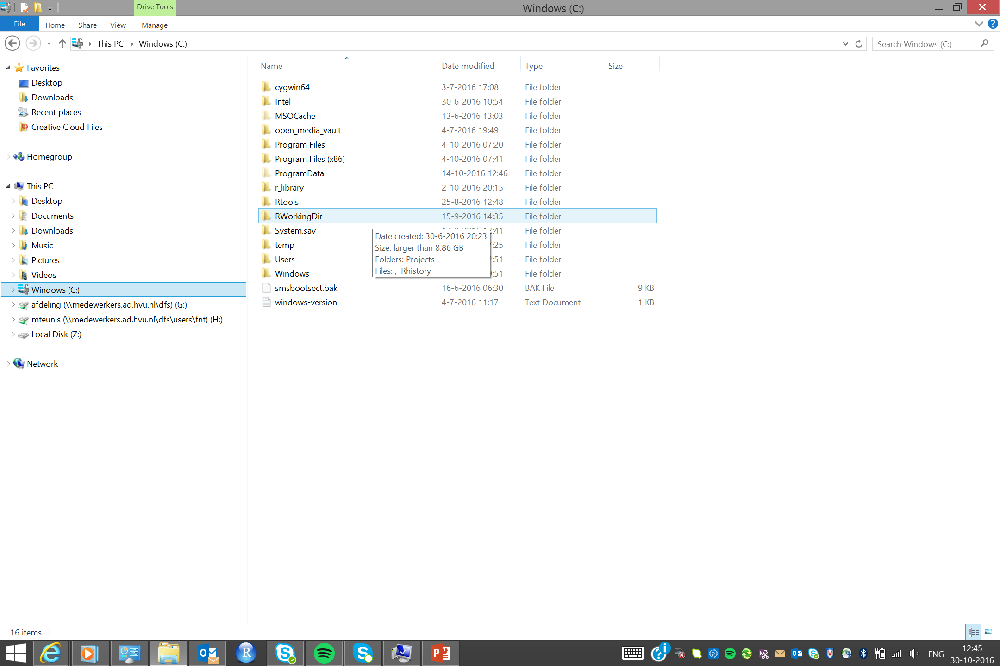 Drive Tools
Windows (C:)
File Home Share View Manage
This PC Windows (C:)
Search Windows (C:)
Favorites
Desktop
Downloads
Recent places
Creative Cloud Files
Homegroup
This PC
Desktop
Documents
Downloads
Music
Pictures
Videos
Windows (C:)
afdeling (\\medewerkers.ad.hvu.nl\dfs) (G:)
mteunis (\\medewerkers.ad.hvu.nl\dfs\users\fnt) (H:)
Local Disk (Z:)
Network
Name Date modified Type Size
cygwin64 3-7-2016 17:08 File folder
Intel 30-6-2016 10:54 File folder
MSOCache 13-6-2016 13:03 File folder
open_media_vault 4-7-2016 19:49 File folder
Program Files 4-10-2016 07:20 File folder
Program Files (x86) 4-10-2016 07:41 File folder
ProgramData 14-10-2016 12:46 File folder
r_library 2-10-2016 20:15 File folder
Rtools 25-8-2016 12:48 File folder
RWorkingDir 15-9-2016 14:35 File folder
System.sav :41 File folder
temp :25 File folder
Users :51 File folder
Windows :51 File folder
smsbootsect.bak 16-6-2016 06:30 BAK File 9 KB
windows-version 4-7-2016 11:17 Text Document 1 KB
Date created: 30-6-2016 20:23
Size: larger than 8.86 GB
Folders: Projects
Files: , .Rhistory
16 items
ENG
12:45
30-10-2016